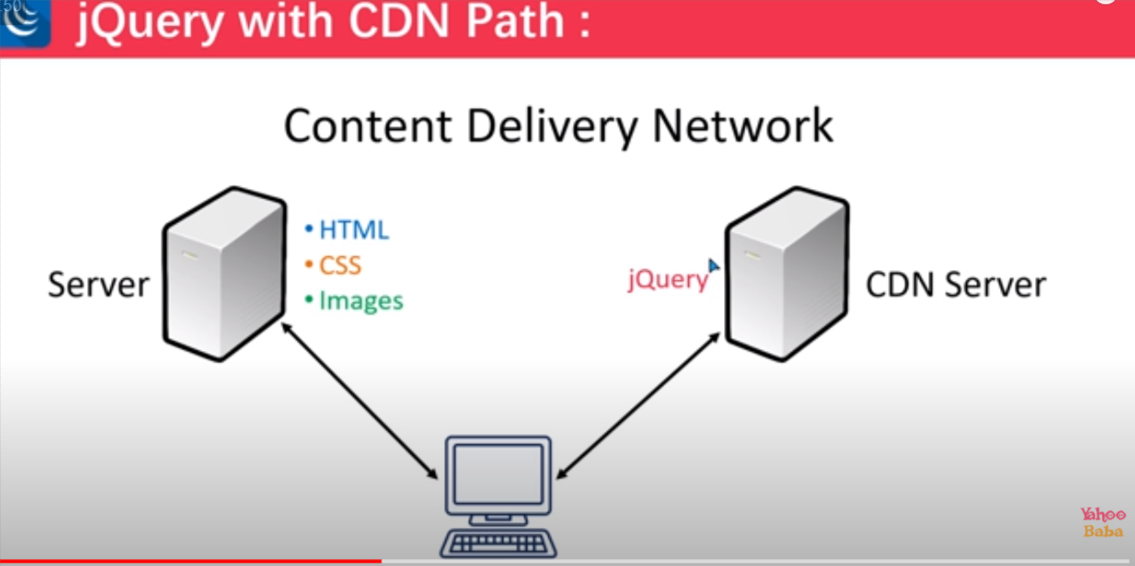 jQuery with CDN Path :
Content Delivery Network
Server
• HTML
• CSS
• Images
jQuery
CDN Server
Yahoo
Baba